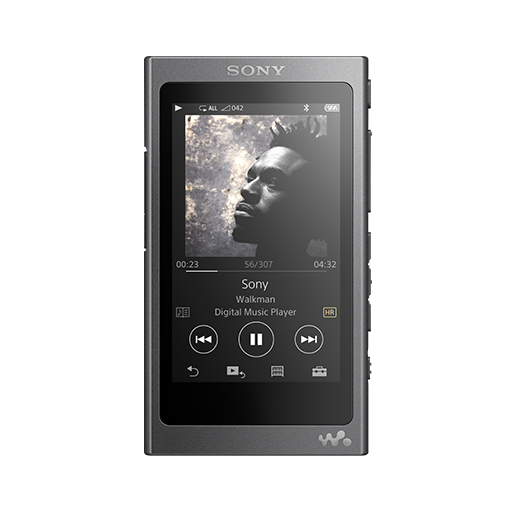 SONY
ALL 042
00:23 56/307 04:32
Sony
Walkman
Digital Music Player
HR